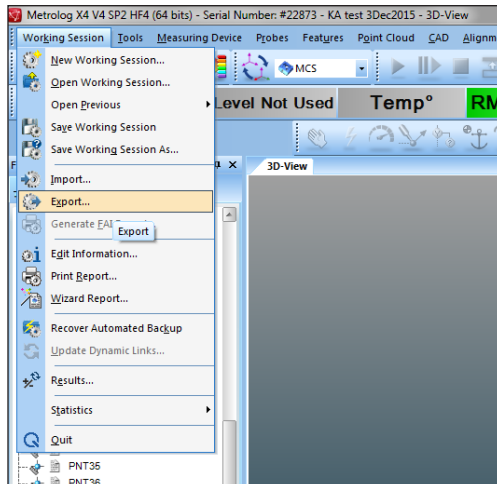 Metrolog X4 V4 SP2 HF4 (64 bits) - Serial Number: #22873 - KA test 3Dec2015 - 3D-View
Working Session Tools Measuring Device Probes Features Point Cloud CAD Alignm
New Working Session...
MCS
Open Working Session...
Open Previous
Level Not Used Temp° RM
Save Working Session
Save Working Session As...
3D-View
Import...
Export...
Generate FAI
Export
Edit Information...
Print Report...
Wizard Report...
Recover Automated Backup
Update Dynamic Links...
Results...
Statistics
Quit
PNT35
PNT36